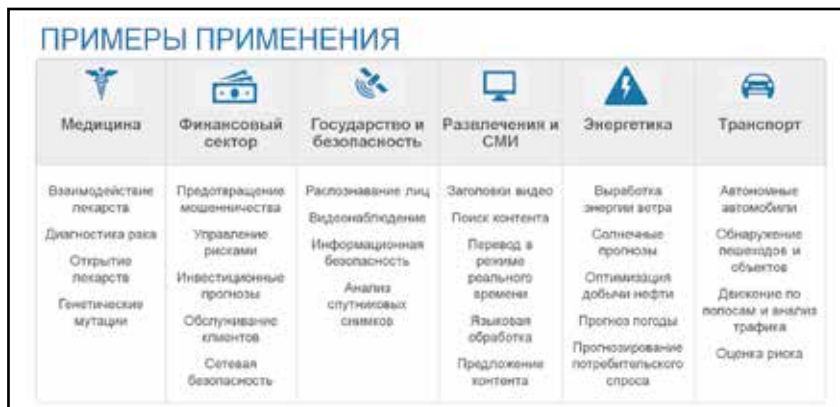 ПРИМЕРЫ ПРИМЕНЕНИЯ
Медицина
Взаимодействие
лекарств
Диагностика рака
Открытие
лекарств
Генетические
мутации
Финансовый
сектор
Предотвращение
мошенничества
Управление
рисками
Инвестиционные
прогнозы
Обслуживание
клиентов
Сетевая
безопасность
Государство и
безопасность
Распознавание лиц
Видеонаблюдение
Информационная
безопасность
Анализ
спутниковых
снимков
Развлечения и
СМИ
Заголовки видео
Поиск контента
Перевод в
режиме
реального
времени
Языковая
обработка
Предложение
контента
Энергетика
Выработка
энергии ветра
Солнечные
прогнозы
Оптимизация
добычи нефти
Прогноз погоды
Прогнозирование
потребительского
спроса
Транспорт
Автономные
автомобили
Обнаружение
пешеходов и
объектов
Движение по
полосам и анализ
трафика
Оценка риска